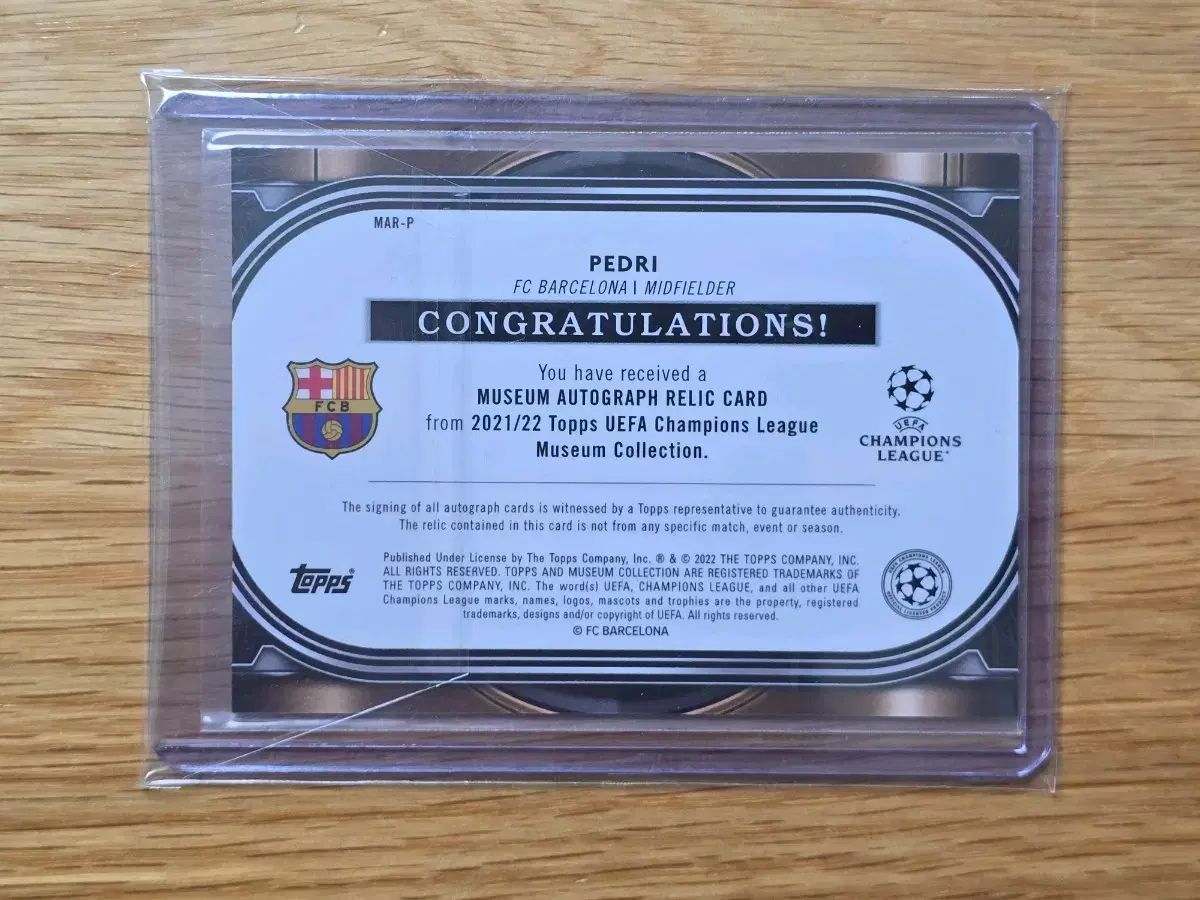 MAR-P
PEDRI
FC BARCELONA | MIDFIELDER
CONGRATULATIONS!
You have received a
MUSEUM AUTOGRAPH RELIC CARD
from 2021/22 Topps UEFA Champions League
Museum Collection.
FCB
UEFA
CHAMPIONS
LEAGUE
The signing of all autograph cards is witnessed by a Topps representative to guarantee authenticity.
The relic contained in this card is not from any specific match, event or season.
Topps®
Published Under License by The Topps Company, Inc. ® & © 2022 THE TOPPS COMPANY, INC.
ALL RIGHTS RESERVED. TOPPS AND MUSEUM COLLECTION ARE REGISTERED TRADEMARKS OF
THE TOPPS COMPANY, INC. The word(s) UEFA, CHAMPIONS LEAGUE, and all other UEFA
Champions League marks, names, logos, mascots and trophies are the property, registered
trademarks, designs and/or copyright of UEFA. All rights reserved.
© FC BARCELONA